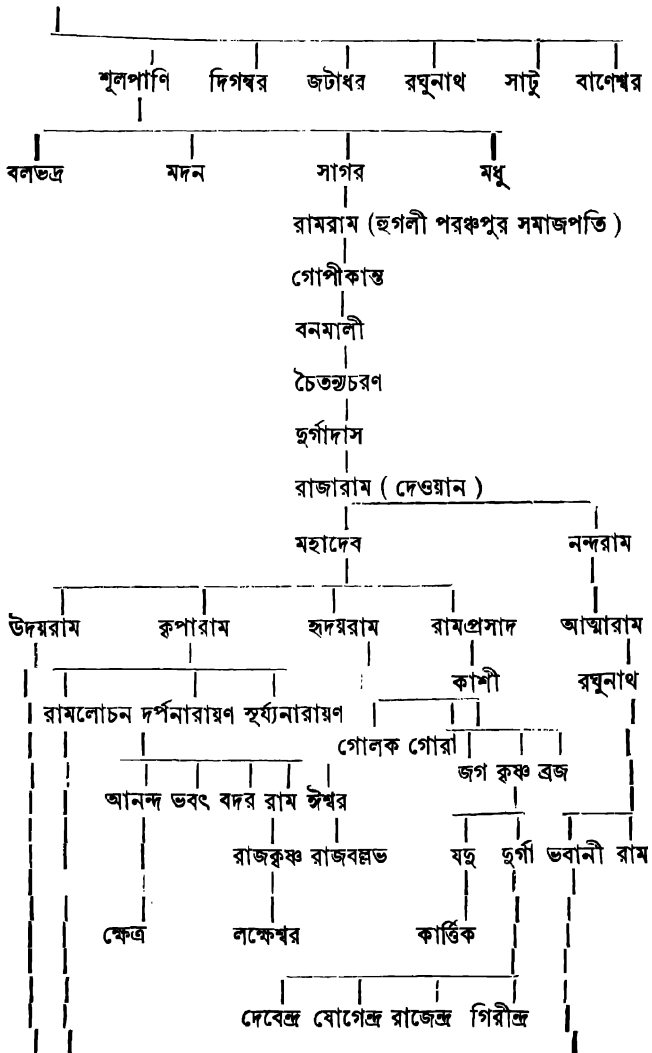 শূলপাণি দিগম্বর জটাধর রঘুনাথ সাটু বাণেশ্বর
বলভদ্র মদন সাগর মধু
রামরাম (হুগলী পরঞ্চপুর সমাজপতি)
গোপীকান্ত
বনমালী
চৈতন্যচরণ
দুর্গাদাস
রাজারাম ( দেওয়ান )
মহাদেব নন্দরাম
উদয়রাম কৃপারাম হৃদয়রাম রামপ্রসাদ আত্মারাম
কাশী রঘুনাথ
রামলোচন দর্পনারায়ণ সূর্য্যনারায়ণ
গোলক গোরা
জগ কৃষ্ণ ব্রজ
আনন্দ ভবৎ বদর রাম ঈশ্বর
রাজকৃষ্ণ রাজবল্লভ যদু দুর্গা ভবানী রাম
ক্ষেত্র লক্ষেশ্বর কার্ত্তিক
দেবেন্দ্র যোগেন্দ্র রাজেন্দ্র গিরীন্দ্র